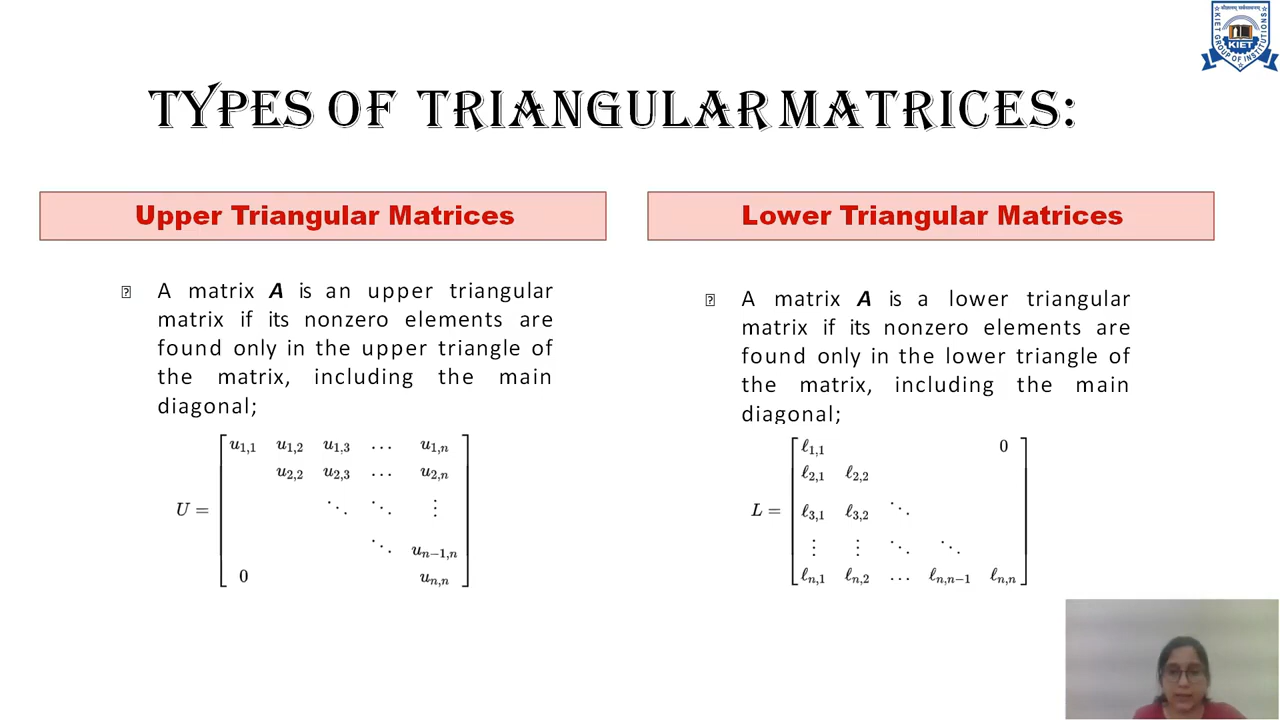 KIET
KIET GROUP OF INSTITUTIONS
TYPES OF TRIANGULAR MATRICES:
Upper Triangular Matrices
A matrix A is an upper triangular
matrix if its nonzero elements are
found only in the upper triangle of
the matrix, including the main
diagonal;
U = [ u1,1 u1,2 u1,3 … u1,n
u2,2 u2,3 … u2,n
⋱ ⋱ ⋮
⋱ un−1,n
0 un,n ]
Lower Triangular Matrices
A matrix A is a lower triangular
matrix if its nonzero elements are
found only in the lower triangle of
the matrix, including the main
diagonal;
L = [ ℓ1,1 0
ℓ2,1 ℓ2,2
ℓ3,1 ℓ3,2 ⋱
⋮ ⋮ ⋱ ⋱
ℓn,1 ℓn,2 … ℓn,n−1 ℓn,n ]